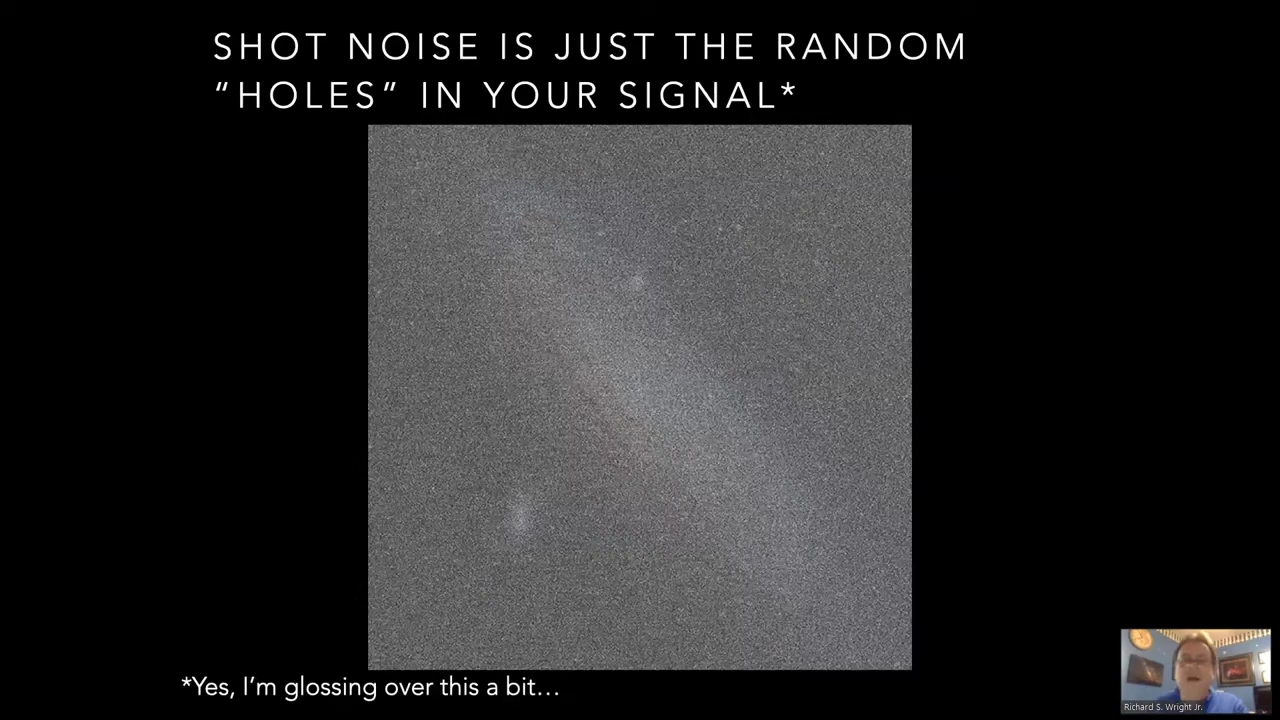 SHOT NOISE IS JUST THE RANDOM
“HOLES” IN YOUR SIGNAL*
*Yes, I’m glossing over this a bit…
Richard S. Wright Jr.